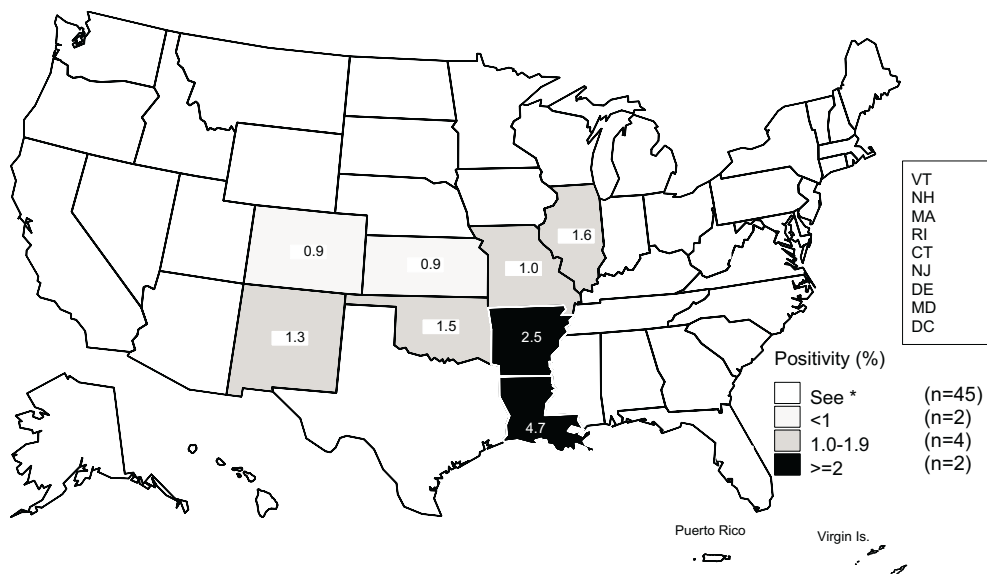 VT
NH
MA
RI
CT
NJ
DE
MD
DC
1.6
0.9
0.9
1.0
1.3
1.5
2.5
4.7
Positivity (%)
See * (n=45)
<1 (n=2)
1.0-1.9 (n=4)
>=2 (n=2)
Puerto Rico
Virgin Is.